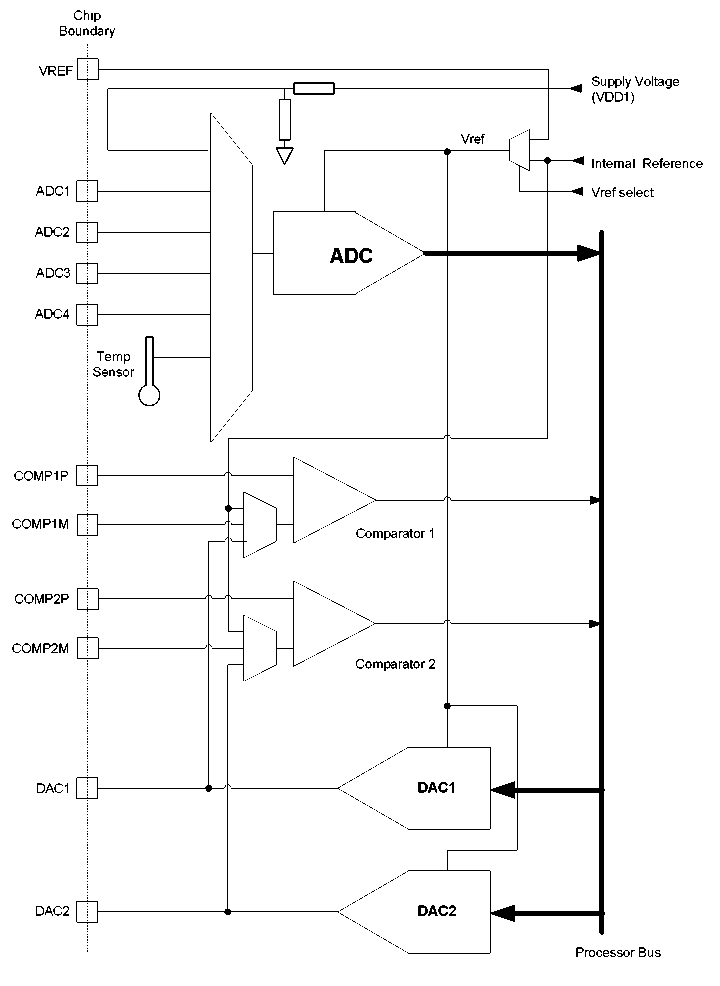 Chip
Boundary
VREF
Supply Voltage
(VDD1)
Vref
Internal Reference
Vref select
ADC1
ADC2
ADC3
ADC4
ADC
Temp
Sensor
COMP1P
COMP1M
Comparator 1
COMP2P
COMP2M
Comparator 2
DAC1
DAC1
DAC2
DAC2
Processor Bus